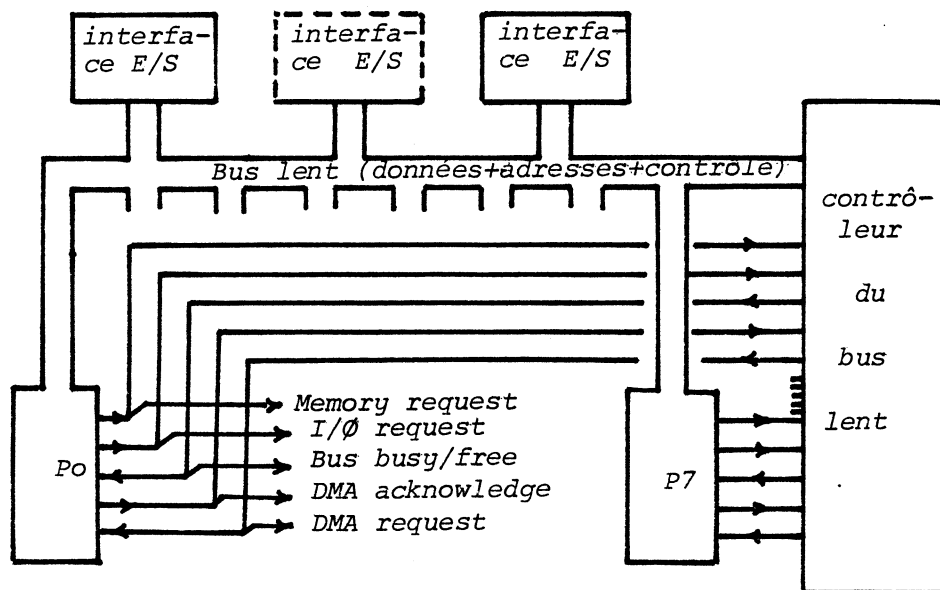 interfa-
ce E/S
interfa-
ce E/S
interfa-
ce E/S
Bus lent (données+adresses+contrôle)
contrô-
leur
du
bus
lent
Memory request
I/Ø request
Bus busy/free
DMA acknowledge
DMA request
Po
P7